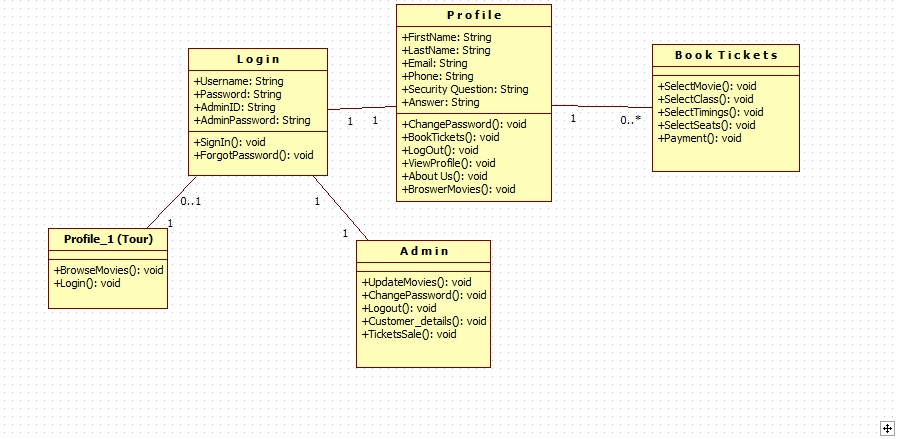 Profile
+FirstName: String
+LastName: String
+Email: String
+Phone: String
+Security Question: String
+Answer: String
+ChangePassword(): void
+BookTickets(): void
+LogOut(): void
+ViewProfile(): void
+About Us(): void
+BroswerMovies(): void
Login
+Username: String
+Password: String
+AdminID: String
+AdminPassword: String
+SignIn(): void
+ForgotPassword(): void
Book Tickets
+SelectMovie(): void
+SelectClass(): void
+SelectTimings(): void
+SelectSeats(): void
+Payment(): void
1
1
1
0..*
0..1
1
1
1
Profile_1 (Tour)
+BrowseMovies(): void
+Login(): void
Admin
+UpdateMovies(): void
+ChangePassword(): void
+Logout(): void
+Customer_details(): void
+TicketsSale(): void